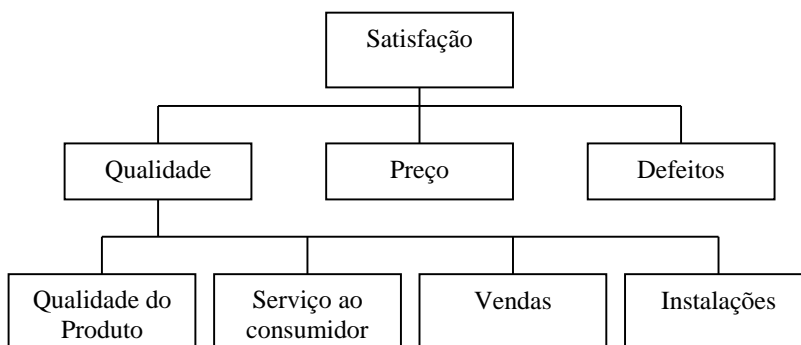 Satisfação
Qualidade
Preço
Defeitos
Qualidade do
Produto
Serviço ao
consumidor
Vendas
Instalações